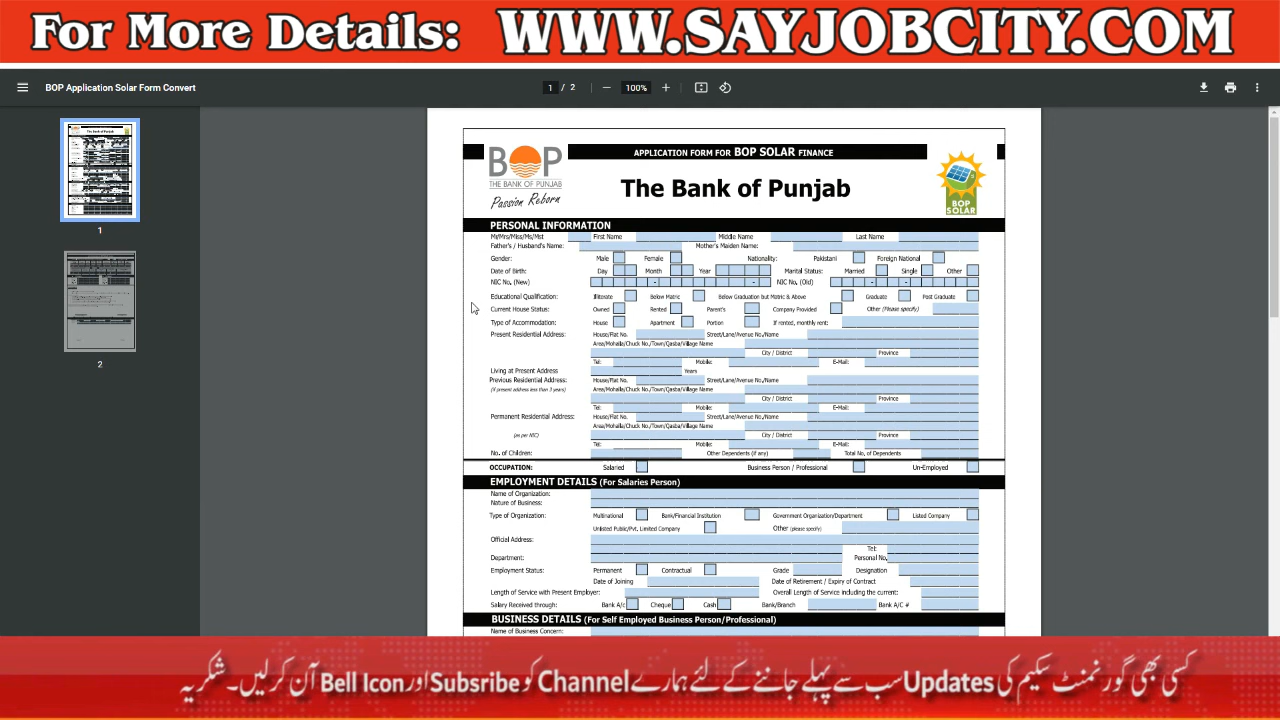 For More Details: WWW.SAYJOBCITY.COM
BOP Application Solar Form Convert
1 / 2
100%
1
2
BOP
THE BANK OF PUNJAB
Passion Reborn
APPLICATION FORM FOR BOP SOLAR FINANCE
The Bank of Punjab
BOP
SOLAR
PERSONAL INFORMATION
Mr/Mrs/Miss/Ms/Mst First Name Middle Name Last Name
Father's / Husband's Name: Mother's Maiden Name:
Gender: Male Female Nationality: Pakistani Foreign National
Date of Birth: Day Month Year Marital Status: Married Single Other
NIC No. (New) - - NIC No. (Old) - -
Educational Qualification: Illiterate Below Matric Below Graduation but Matric & Above Graduate Post Graduate
Current House Status: Owned Rented Parent's Company Provided Other (Please specify)
Type of Accommodation: House Apartment Portion If rented, monthly rent:
Present Residential Address: House/Flat No. Street/Lane/Avenue No./Name
Area/Mohalla/Chuck No./Town/Qasba/Village Name
City / District Province
Tel: Mobile: E-Mail:
Living at Present Address Years
Previous Residential Address: House/Flat No. Street/Lane/Avenue No./Name
(if present address less than 3 years) Area/Mohalla/Chuck No./Town/Qasba/Village Name
City / District Province
Tel: Mobile: E-Mail:
Permanent Residential Address: House/Flat No. Street/Lane/Avenue No./Name
Area/Mohalla/Chuck No./Town/Qasba/Village Name
(as per NIC) City / District Province
Tel: Mobile: E-Mail:
No. of Children: Other Dependents (if any) Total No. of Dependents
OCCUPATION: Salaried Business Person / Professional Un-Employed
EMPLOYMENT DETAILS (For Salaries Person)
Name of Organization:
Nature of Business:
Type of Organization: Multinational Bank/Financial Institution Government Organization/Department Listed Company
Unlisted Public/Pvt. Limited Company Other (please specify)
Official Address:
Tel:
Department: Personal No.
Employment Status: Permanent Contractual Grade Designation
Date of Joining Date of Retirement / Expiry of Contract
Length of Service with Present Employer: Overall Length of Service including the current:
Salary Received through: Bank A/c Cheque Cash Bank/Branch Bank A/C #
BUSINESS DETAILS (For Self Employed Business Person/Professional)
Name of Business Concern:
کسی بھی گورنمنٹ سکیم کی Updates سب سے پہلے جاننے کے لئے ہمارے Channel کو Subsribe اور Bell Icon آن کرلیں۔شکریہ